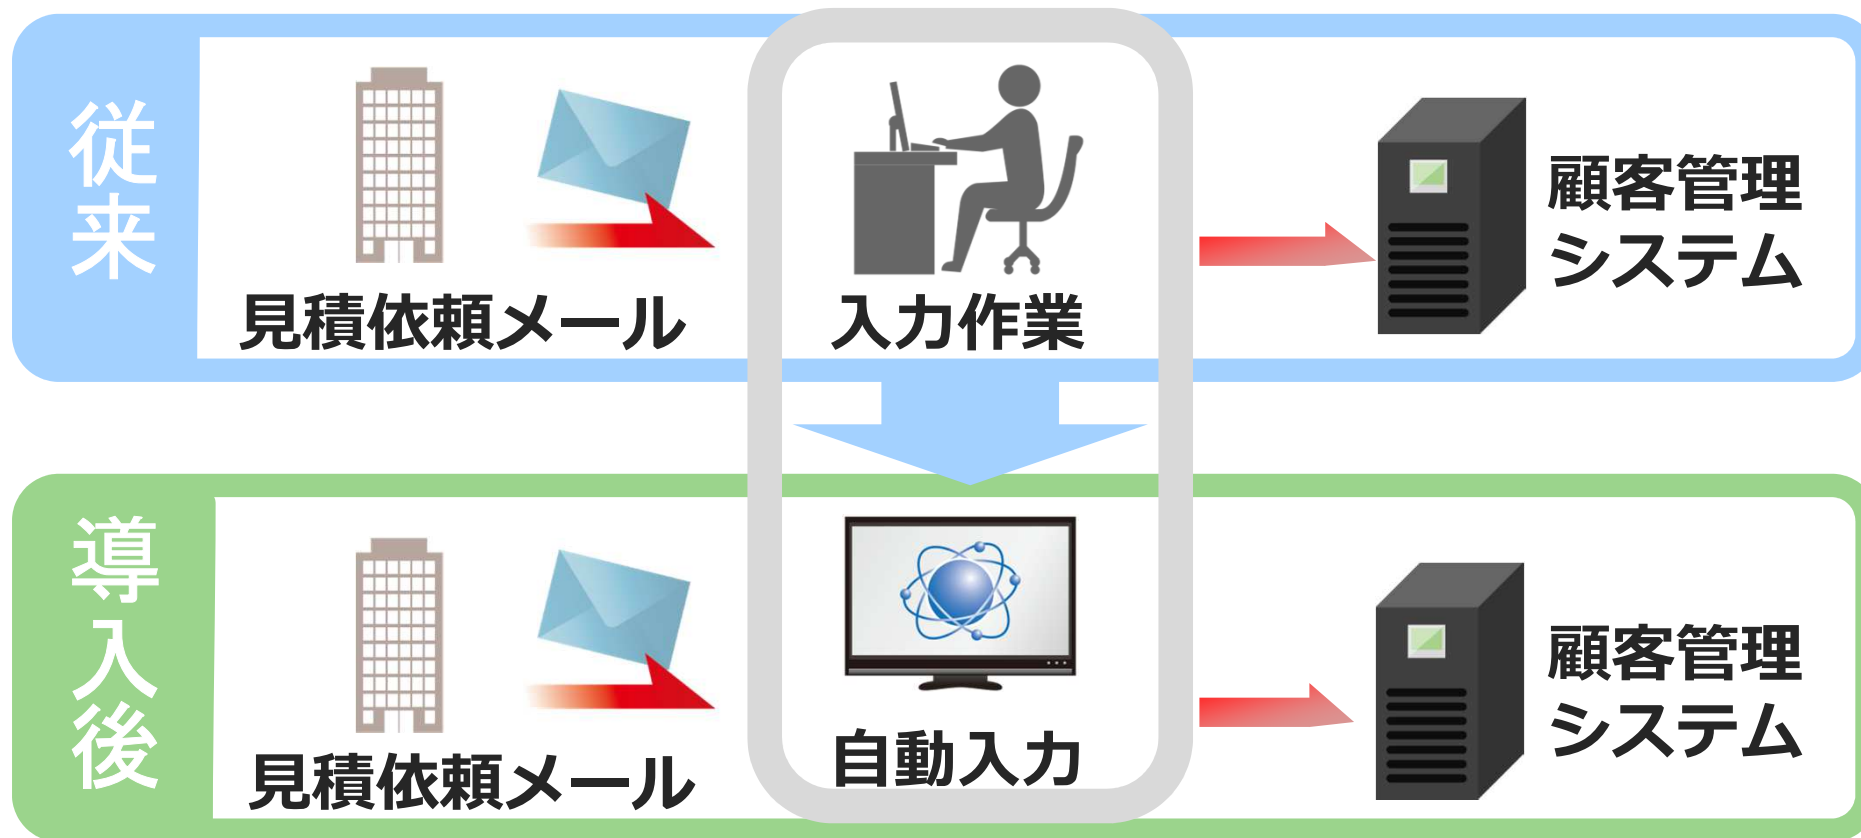 従来
見積依頼メール
入力作業
顧客管理
システム
導入後
見積依頼メール
自動入力
顧客管理
システム